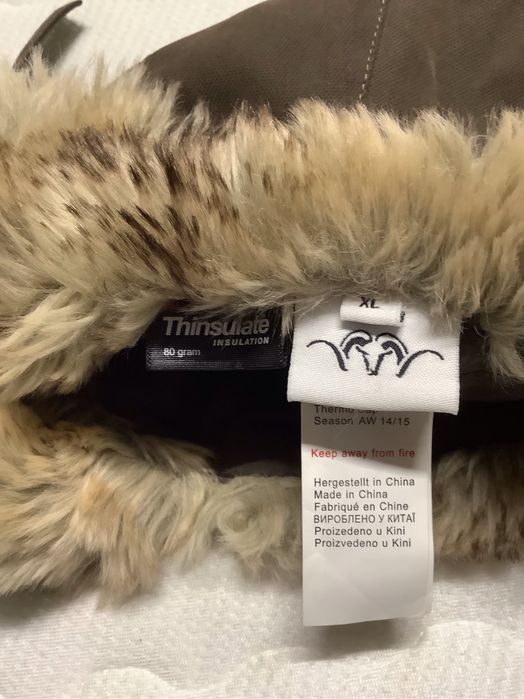 XL
Thinsulate
INSULATION
80 gram
Thermo Cap
Season AW 14/15
Keep away from fire
Hergestellt in China
Made in China
Fabriqué en Chine
ВИРОБЛЕНО У КИТАЇ
Proizedeno u Kini
Proizvedeno u Kini